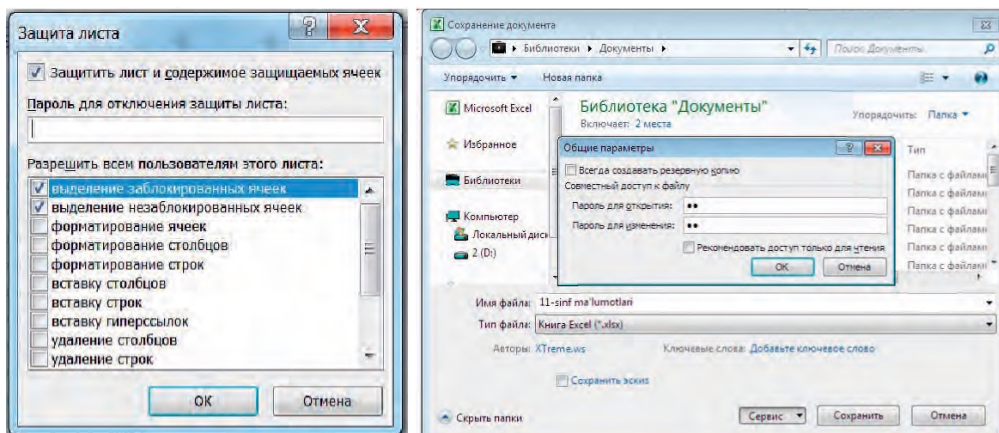 Защита листа
Защитить лист и содержимое защищаемых ячеек
Пароль для отключения защиты листа:
Разрешить всем пользователям этого листа:
выделение заблокированных ячеек
выделение незаблокированных ячеек
форматирование ячеек
форматирование столбцов
форматирование строк
вставку столбцов
вставку строк
вставку гиперссылок
удаление столбцов
удаление строк
ОК
Отмена
Сохранение документа
Библиотеки
Документы
Поиск: Документы
Упорядочить
Новая папка
Microsoft Excel
Избранное
Библиотеки
Компьютер
Локальный диск
2 (D:)
Библиотека "Документы"
Включает: 2 места
Упорядочить: Папка
Тип
Папка с файлами
Папка с файлами
Папка с файлами
Папка с файлами
Папка с файлами
Папка с файлами
Общие параметры
Всегда создавать резервную копию
Совместный доступ к файлу
Пароль для открытия: ●●
Пароль для изменения: ●●
Рекомендовать доступ только для чтения
ОК
Отмена
Имя файла: 11-sinf ma'lumotlari
Тип файла: Книга Excel (*.xlsx)
Авторы: XTreme.ws
Ключевые слова: Добавьте ключевое слово
Сохранить эскиз
Скрыть папки
Сервис
Сохранить
Отмена